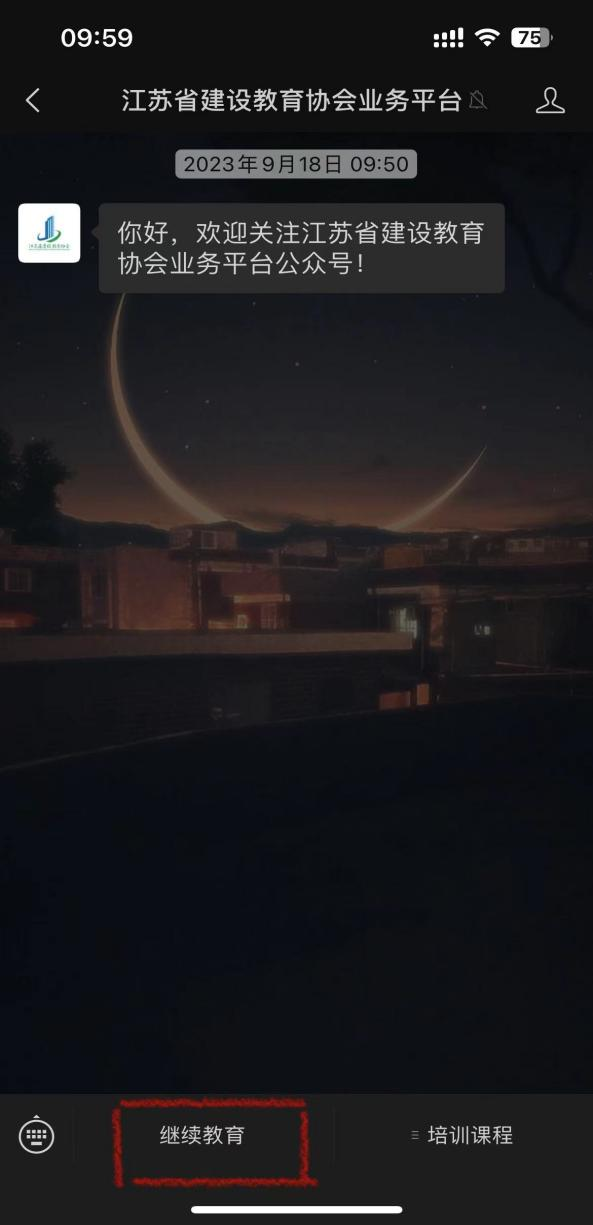 09:59
75
江苏省建设教育协会业务平台
2023年9月18日 09:50
你好，欢迎关注江苏省建设教育
协会业务平台公众号！
继续教育
培训课程